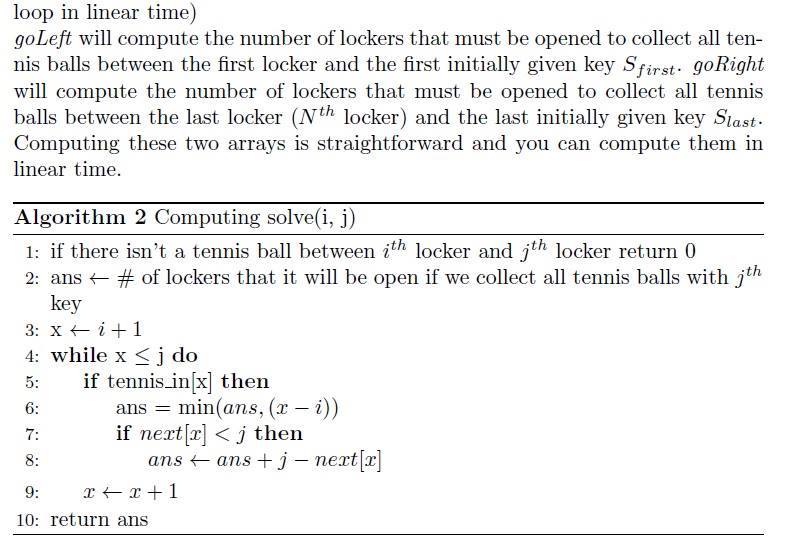 loop in linear time)
goLeft will compute the number of lockers that must be opened to collect all ten-
nis balls between the first locker and the first initially given key S_{first}. goRight
will compute the number of lockers that must be opened to collect all tennis
balls between the last locker (N^{th} locker) and the last initially given key S_{last}.
Computing these two arrays is straightforward and you can compute them in
linear time.
Algorithm 2 Computing solve(i, j)
1: if there isn't a tennis ball between i^{th} locker and j^{th} locker return 0
2: ans ← # of lockers that it will be open if we collect all tennis balls with j^{th}
key
3: x ← i + 1
4: while x ≤ j do
5: if tennis_in[x] then
6: ans = min(ans, (x − i))
7: if next[x] < j then
8: ans ← ans + j − next[x]
9: x ← x + 1
10: return ans